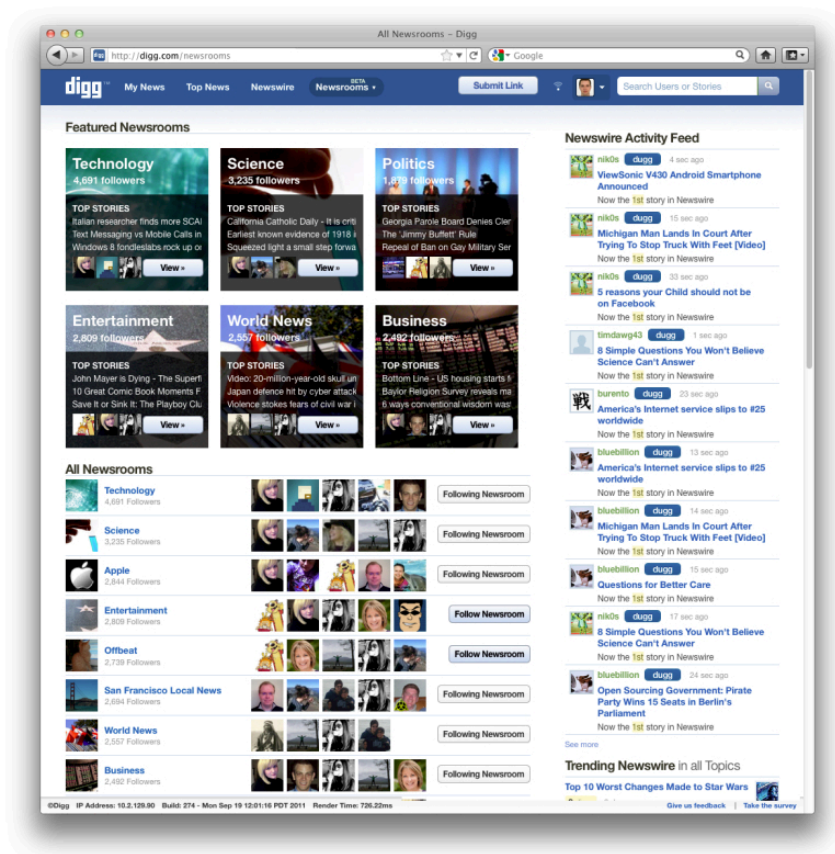 All Newsrooms – Digg
http://digg.com/newsrooms
Google
digg™
My News
Top News
Newswire
BETA
Newsrooms
Submit Link
Search Users or Stories
Featured Newsrooms
Technology
4,691 followers
TOP STORIES
Italian researcher finds more SCAI
Text Messaging vs Mobile Calls in
Windows 8 fondleslabs rock up on
View »
Science
3,235 followers
TOP STORIES
California Catholic Daily - It is criti
Earliest known evidence of 1918 i
Squeezed light a small step forwa
View »
Politics
1,879 followers
TOP STORIES
Georgia Parole Board Denies Cler
The 'Jimmy Buffett' Rule
Repeal of Ban on Gay Military Ser
View »
Entertainment
2,809 followers
TOP STORIES
John Mayer is Dying - The Superfi
10 Great Comic Book Moments F
Save It or Sink It: The Playboy Clu
View »
World News
2,557 followers
TOP STORIES
Video: 20-million-year-old skull un
Japan defence hit by cyber attack
Violence stokes fears of civil war i
View »
Business
2,492 followers
TOP STORIES
Bottom Line - US housing starts f
Baylor Religion Survey reveals ma
6 ways conventional wisdom was
View »
All Newsrooms
Technology
4,691 Followers
Following Newsroom
Science
3,235 Followers
Following Newsroom
Apple
2,844 Followers
Following Newsroom
Entertainment
2,809 Followers
Follow Newsroom
Offbeat
2,739 Followers
Follow Newsroom
San Francisco Local News
2,694 Followers
Following Newsroom
World News
2,557 Followers
Following Newsroom
Business
2,492 Followers
Following Newsroom
Newswire Activity Feed
nik0s dugg 4 sec ago
ViewSonic V430 Android Smartphone
Announced
Now the 1st story in Newswire
nik0s dugg 15 sec ago
Michigan Man Lands In Court After
Trying To Stop Truck With Feet [Video]
Now the 1st story in Newswire
nik0s dugg 33 sec ago
5 reasons your Child should not be
on Facebook
Now the 1st story in Newswire
timdawg43 dugg 1 sec ago
8 Simple Questions You Won't Believe
Science Can't Answer
Now the 1st story in Newswire
戦
burento dugg 23 sec ago
America's Internet service slips to #25
worldwide
Now the 1st story in Newswire
bluebillion dugg 13 sec ago
America's Internet service slips to #25
worldwide
Now the 1st story in Newswire
bluebillion dugg 14 sec ago
Michigan Man Lands In Court After
Trying To Stop Truck With Feet [Video]
Now the 1st story in Newswire
bluebillion dugg 15 sec ago
Questions for Better Care
Now the 1st story in Newswire
nik0s dugg 17 sec ago
8 Simple Questions You Won't Believe
Science Can't Answer
Now the 1st story in Newswire
bluebillion dugg 24 sec ago
Open Sourcing Government: Pirate
Party Wins 15 Seats in Berlin's
Parliament
Now the 1st story in Newswire
See more
Trending Newswire in all Topics
Top 10 Worst Changes Made to Star Wars
©Digg IP Address: 10.2.129.90 Build: 274 – Mon Sep 19 12:01:16 PDT 2011 Render Time: 726.22ms
Give us feedback | Take the survey